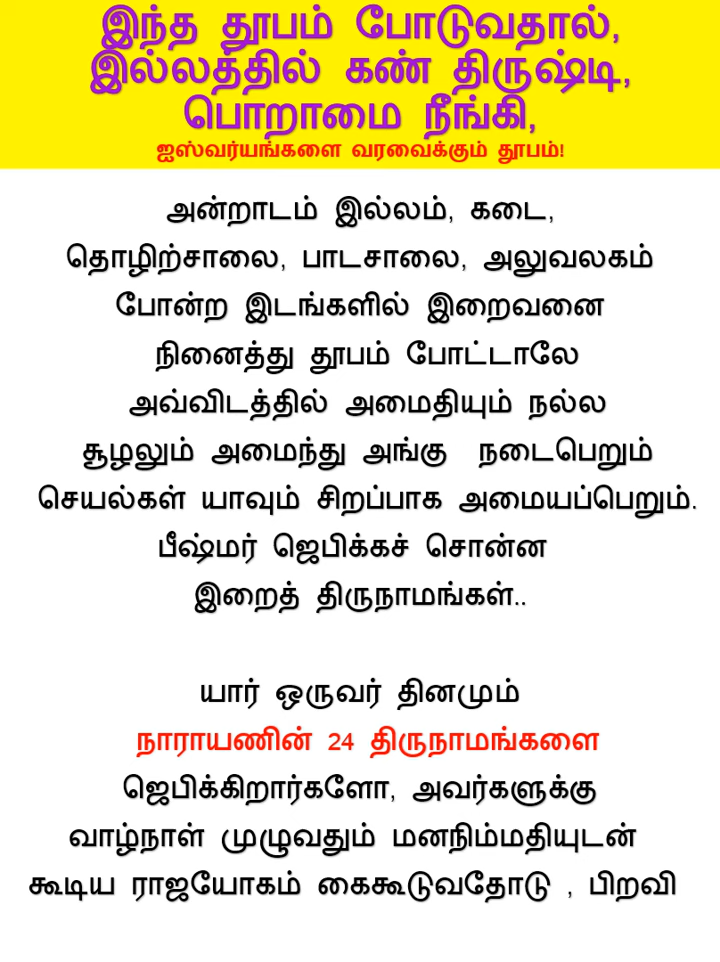 இந்த தூபம் போடுவதால்,
இல்லத்தில் கண் திருஷ்டி,
பொறாமை நீங்கி,
ஐஸ்வர்யங்களை வரவைக்கும் தூபம்!
அன்றாடம் இல்லம், கடை,
தொழிற்சாலை, பாடசாலை, அலுவலகம்
போன்ற இடங்களில் இறைவனை
நினைத்து தூபம் போட்டாலே
அவ்விடத்தில் அமைதியும் நல்ல
சூழலும் அமைந்து அங்கு நடைபெறும்
செயல்கள் யாவும் சிறப்பாக அமையப்பெறும்.
பீஷ்மர் ஜெபிக்கச் சொன்ன
இறைத் திருநாமங்கள்..
யார் ஒருவர் தினமும்
நாராயணின் 24 திருநாமங்களை
ஜெபிக்கிறார்களோ, அவர்களுக்கு
வாழ்நாள் முழுவதும் மனநிம்மதியுடன்
கூடிய ராஜயோகம் கைகூடுவதோடு , பிறவி